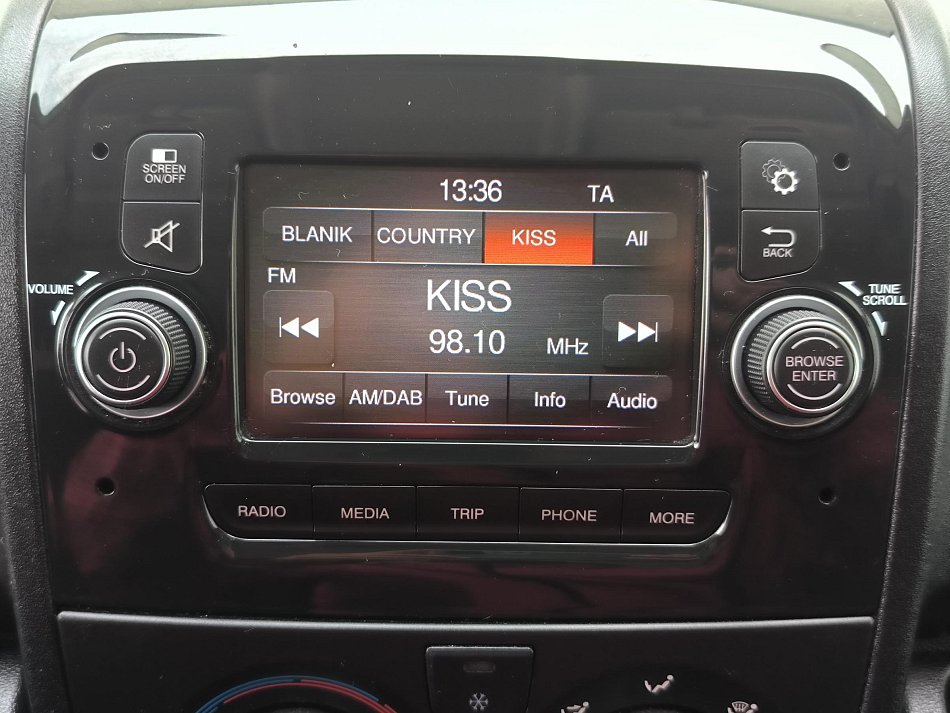 SCREEN
ON/OFF
13:36 TA
BLANIK COUNTRY KISS All
FM
KISS
98.10 MHz
Browse AM/DAB Tune Info Audio
VOLUME
BACK
TUNE
SCROLL
BROWSE
ENTER
RADIO MEDIA TRIP PHONE MORE